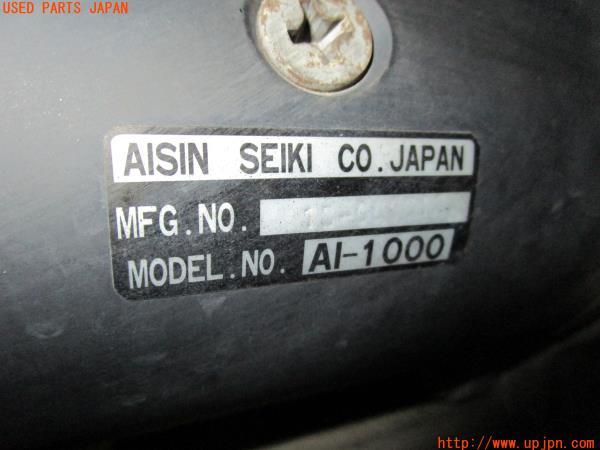 USED PARTS JAPAN
AISIN SEIKI CO. JAPAN
MFG. NO.
MODEL. NO. AI-1000
http://www.upjpn.com